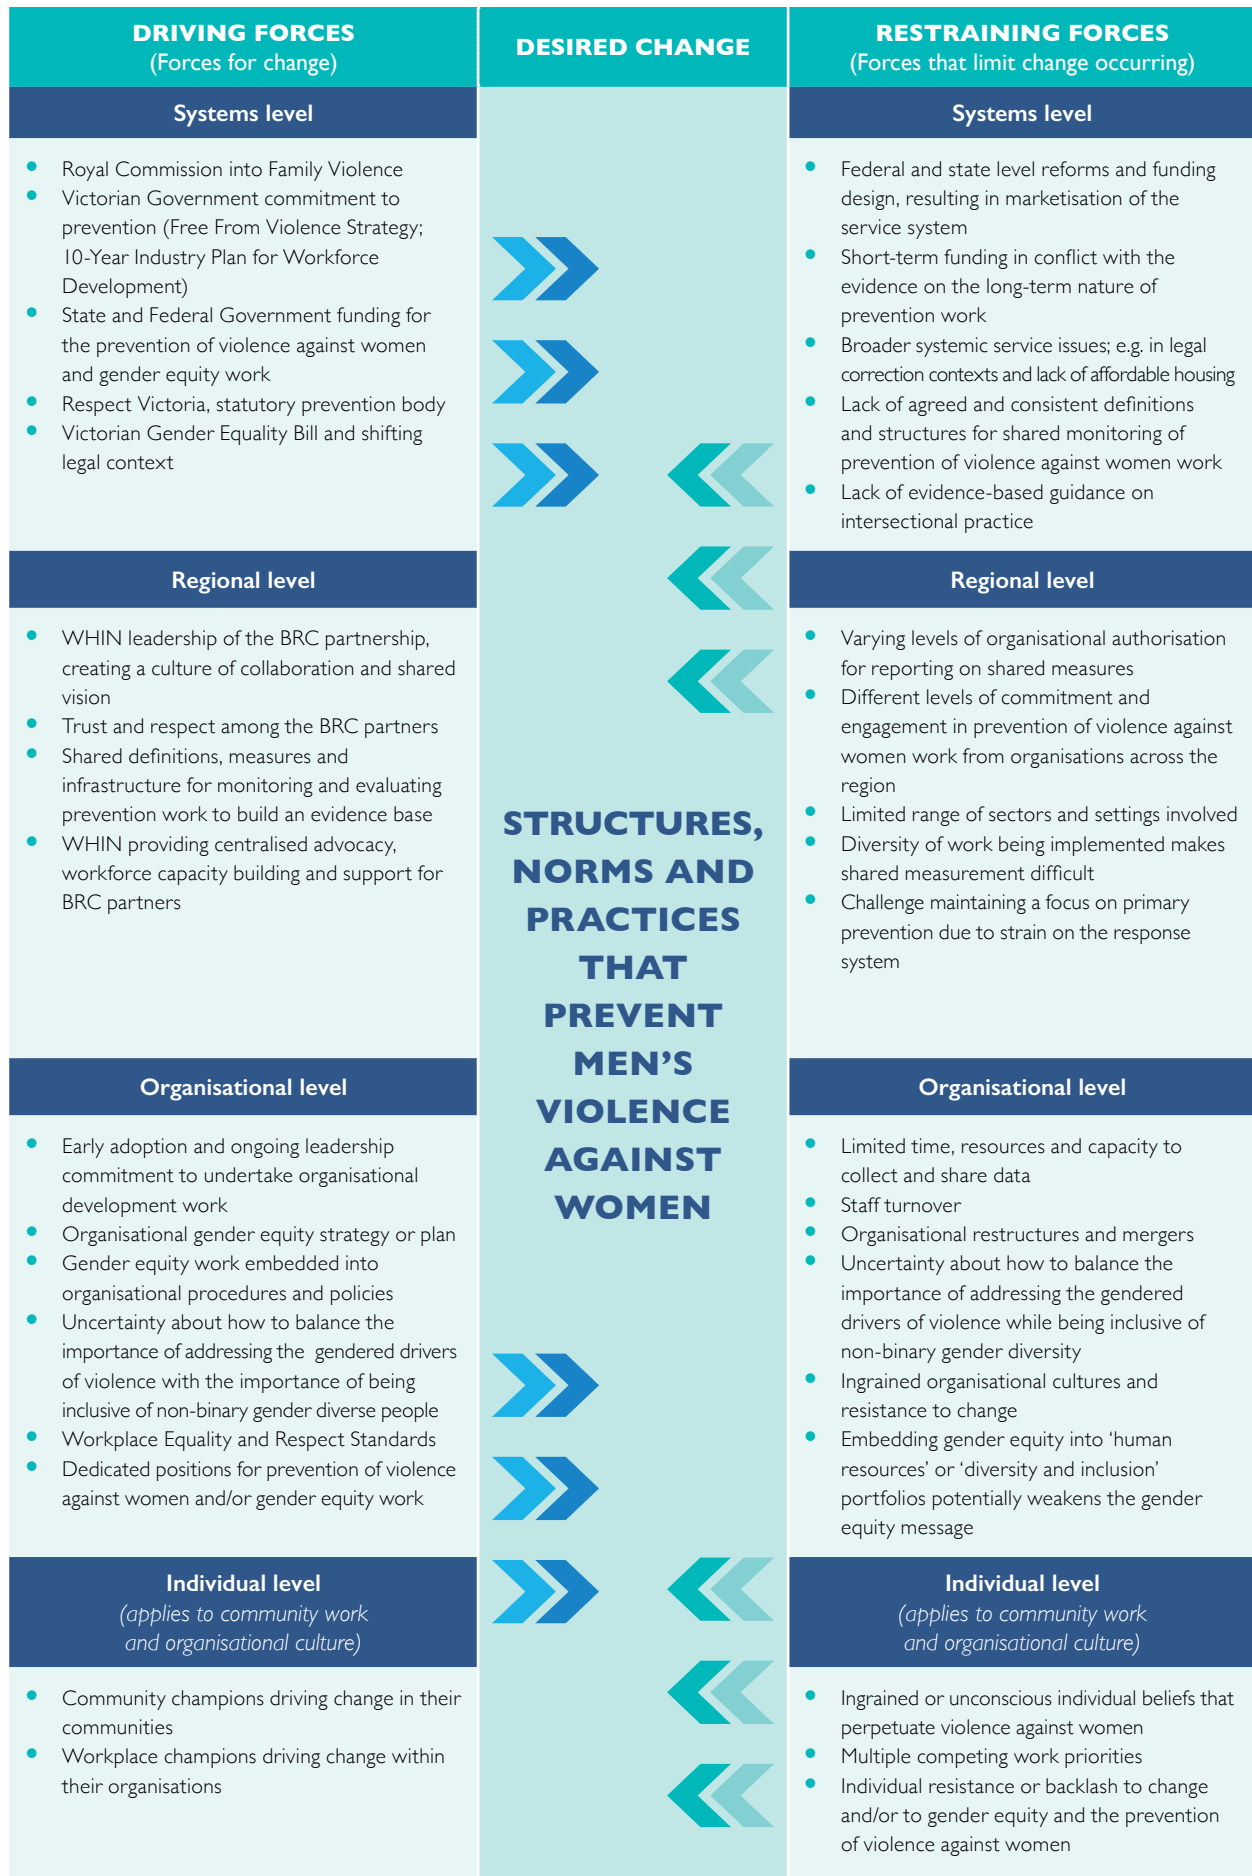 DRIVING FORCES
(Forces for change)
Systems level
• Royal Commission into Family Violence
• Victorian Government commitment to
prevention (Free From Violence Strategy;
10-Year Industry Plan for Workforce
Development)
• State and Federal Government funding for
the prevention of violence against women
and gender equity work
• Respect Victoria, statutory prevention body
• Victorian Gender Equality Bill and shifting
legal context
Regional level
• WHIN leadership of the BRC partnership,
creating a culture of collaboration and shared
vision
• Trust and respect among the BRC partners
• Shared definitions, measures and
infrastructure for monitoring and evaluating
prevention work to build an evidence base
• WHIN providing centralised advocacy,
workforce capacity building and support for
BRC partners
Organisational level
• Early adoption and ongoing leadership
commitment to undertake organisational
development work
• Organisational gender equity strategy or plan
• Gender equity work embedded into
organisational procedures and policies
• Uncertainty about how to balance the
importance of addressing the gendered drivers
of violence with the importance of being
inclusive of non-binary gender diverse people
• Workplace Equality and Respect Standards
• Dedicated positions for prevention of violence
against women and/or gender equity work
Individual level
(applies to community work
and organisational culture)
• Community champions driving change in their
communities
• Workplace champions driving change within
their organisations
DESIRED CHANGE
STRUCTURES,
NORMS AND
PRACTICES
THAT
PREVENT
MEN’S
VIOLENCE
AGAINST
WOMEN
RESTRAINING FORCES
(Forces that limit change occurring)
Systems level
• Federal and state level reforms and funding
design, resulting in marketisation of the
service system
• Short-term funding in conflict with the
evidence on the long-term nature of
prevention work
• Broader systemic service issues; e.g. in legal
correction contexts and lack of affordable housing
• Lack of agreed and consistent definitions
and structures for shared monitoring of
prevention of violence against women work
• Lack of evidence-based guidance on
intersectional practice
Regional level
• Varying levels of organisational authorisation
for reporting on shared measures
• Different levels of commitment and
engagement in prevention of violence against
women work from organisations across the
region
• Limited range of sectors and settings involved
• Diversity of work being implemented makes
shared measurement difficult
• Challenge maintaining a focus on primary
prevention due to strain on the response
system
Organisational level
• Limited time, resources and capacity to
collect and share data
• Staff turnover
• Organisational restructures and mergers
• Uncertainty about how to balance the
importance of addressing the gendered
drivers of violence while being inclusive of
non-binary gender diversity
• Ingrained organisational cultures and
resistance to change
• Embedding gender equity into ‘human
resources’ or ‘diversity and inclusion’
portfolios potentially weakens the gender
equity message
Individual level
(applies to community work
and organisational culture)
• Ingrained or unconscious individual beliefs that
perpetuate violence against women
• Multiple competing work priorities
• Individual resistance or backlash to change
and/or to gender equity and the prevention
of violence against women